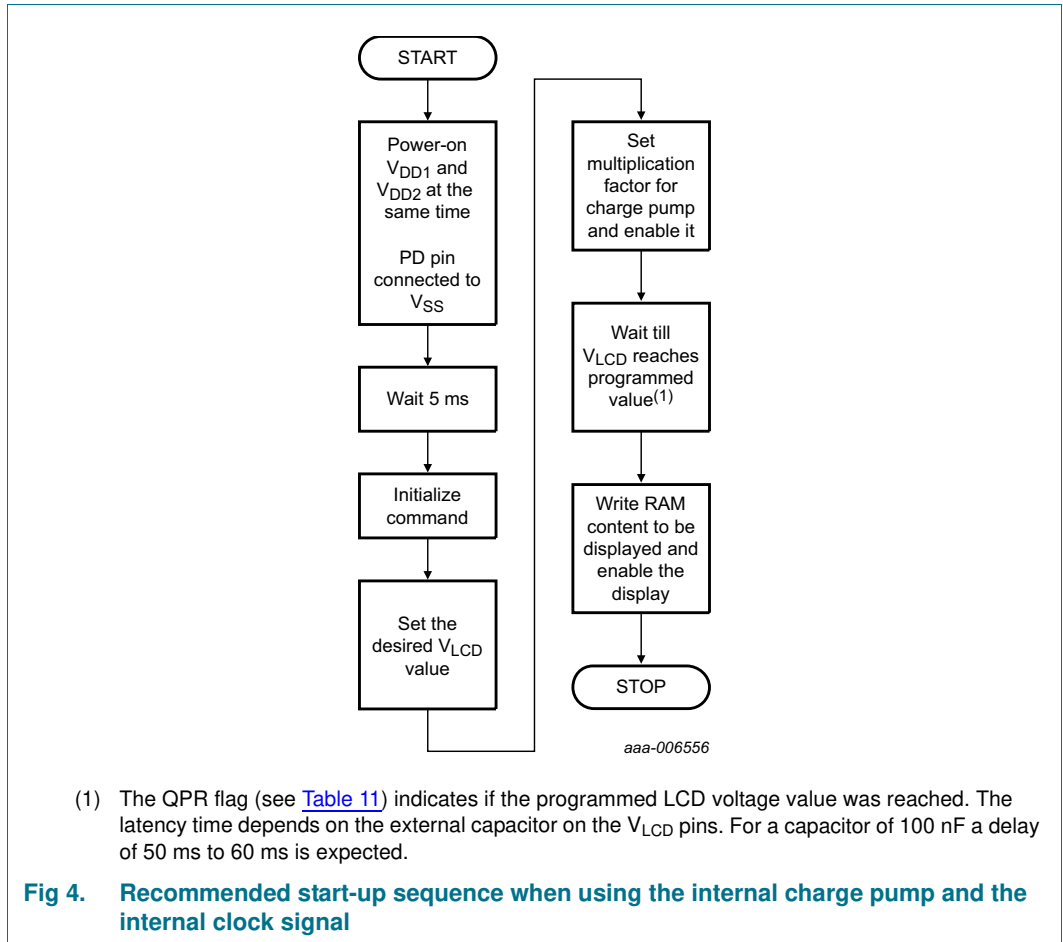 START
Power-on
VDD1 and
VDD2 at the
same time
PD pin
connected to
VSS
Wait 5 ms
Initialize
command
Set the
desired VLCD
value
Set
multiplication
factor for
charge pump
and enable it
Wait till
VLCD reaches
programmed
value(1)
Write RAM
content to be
displayed and
enable the
display
STOP
aaa-006556
(1) The QPR flag (see Table 11) indicates if the programmed LCD voltage value was reached. The
latency time depends on the external capacitor on the VLCD pins. For a capacitor of 100 nF a delay
of 50 ms to 60 ms is expected.
Fig 4. Recommended start-up sequence when using the internal charge pump and the
internal clock signal